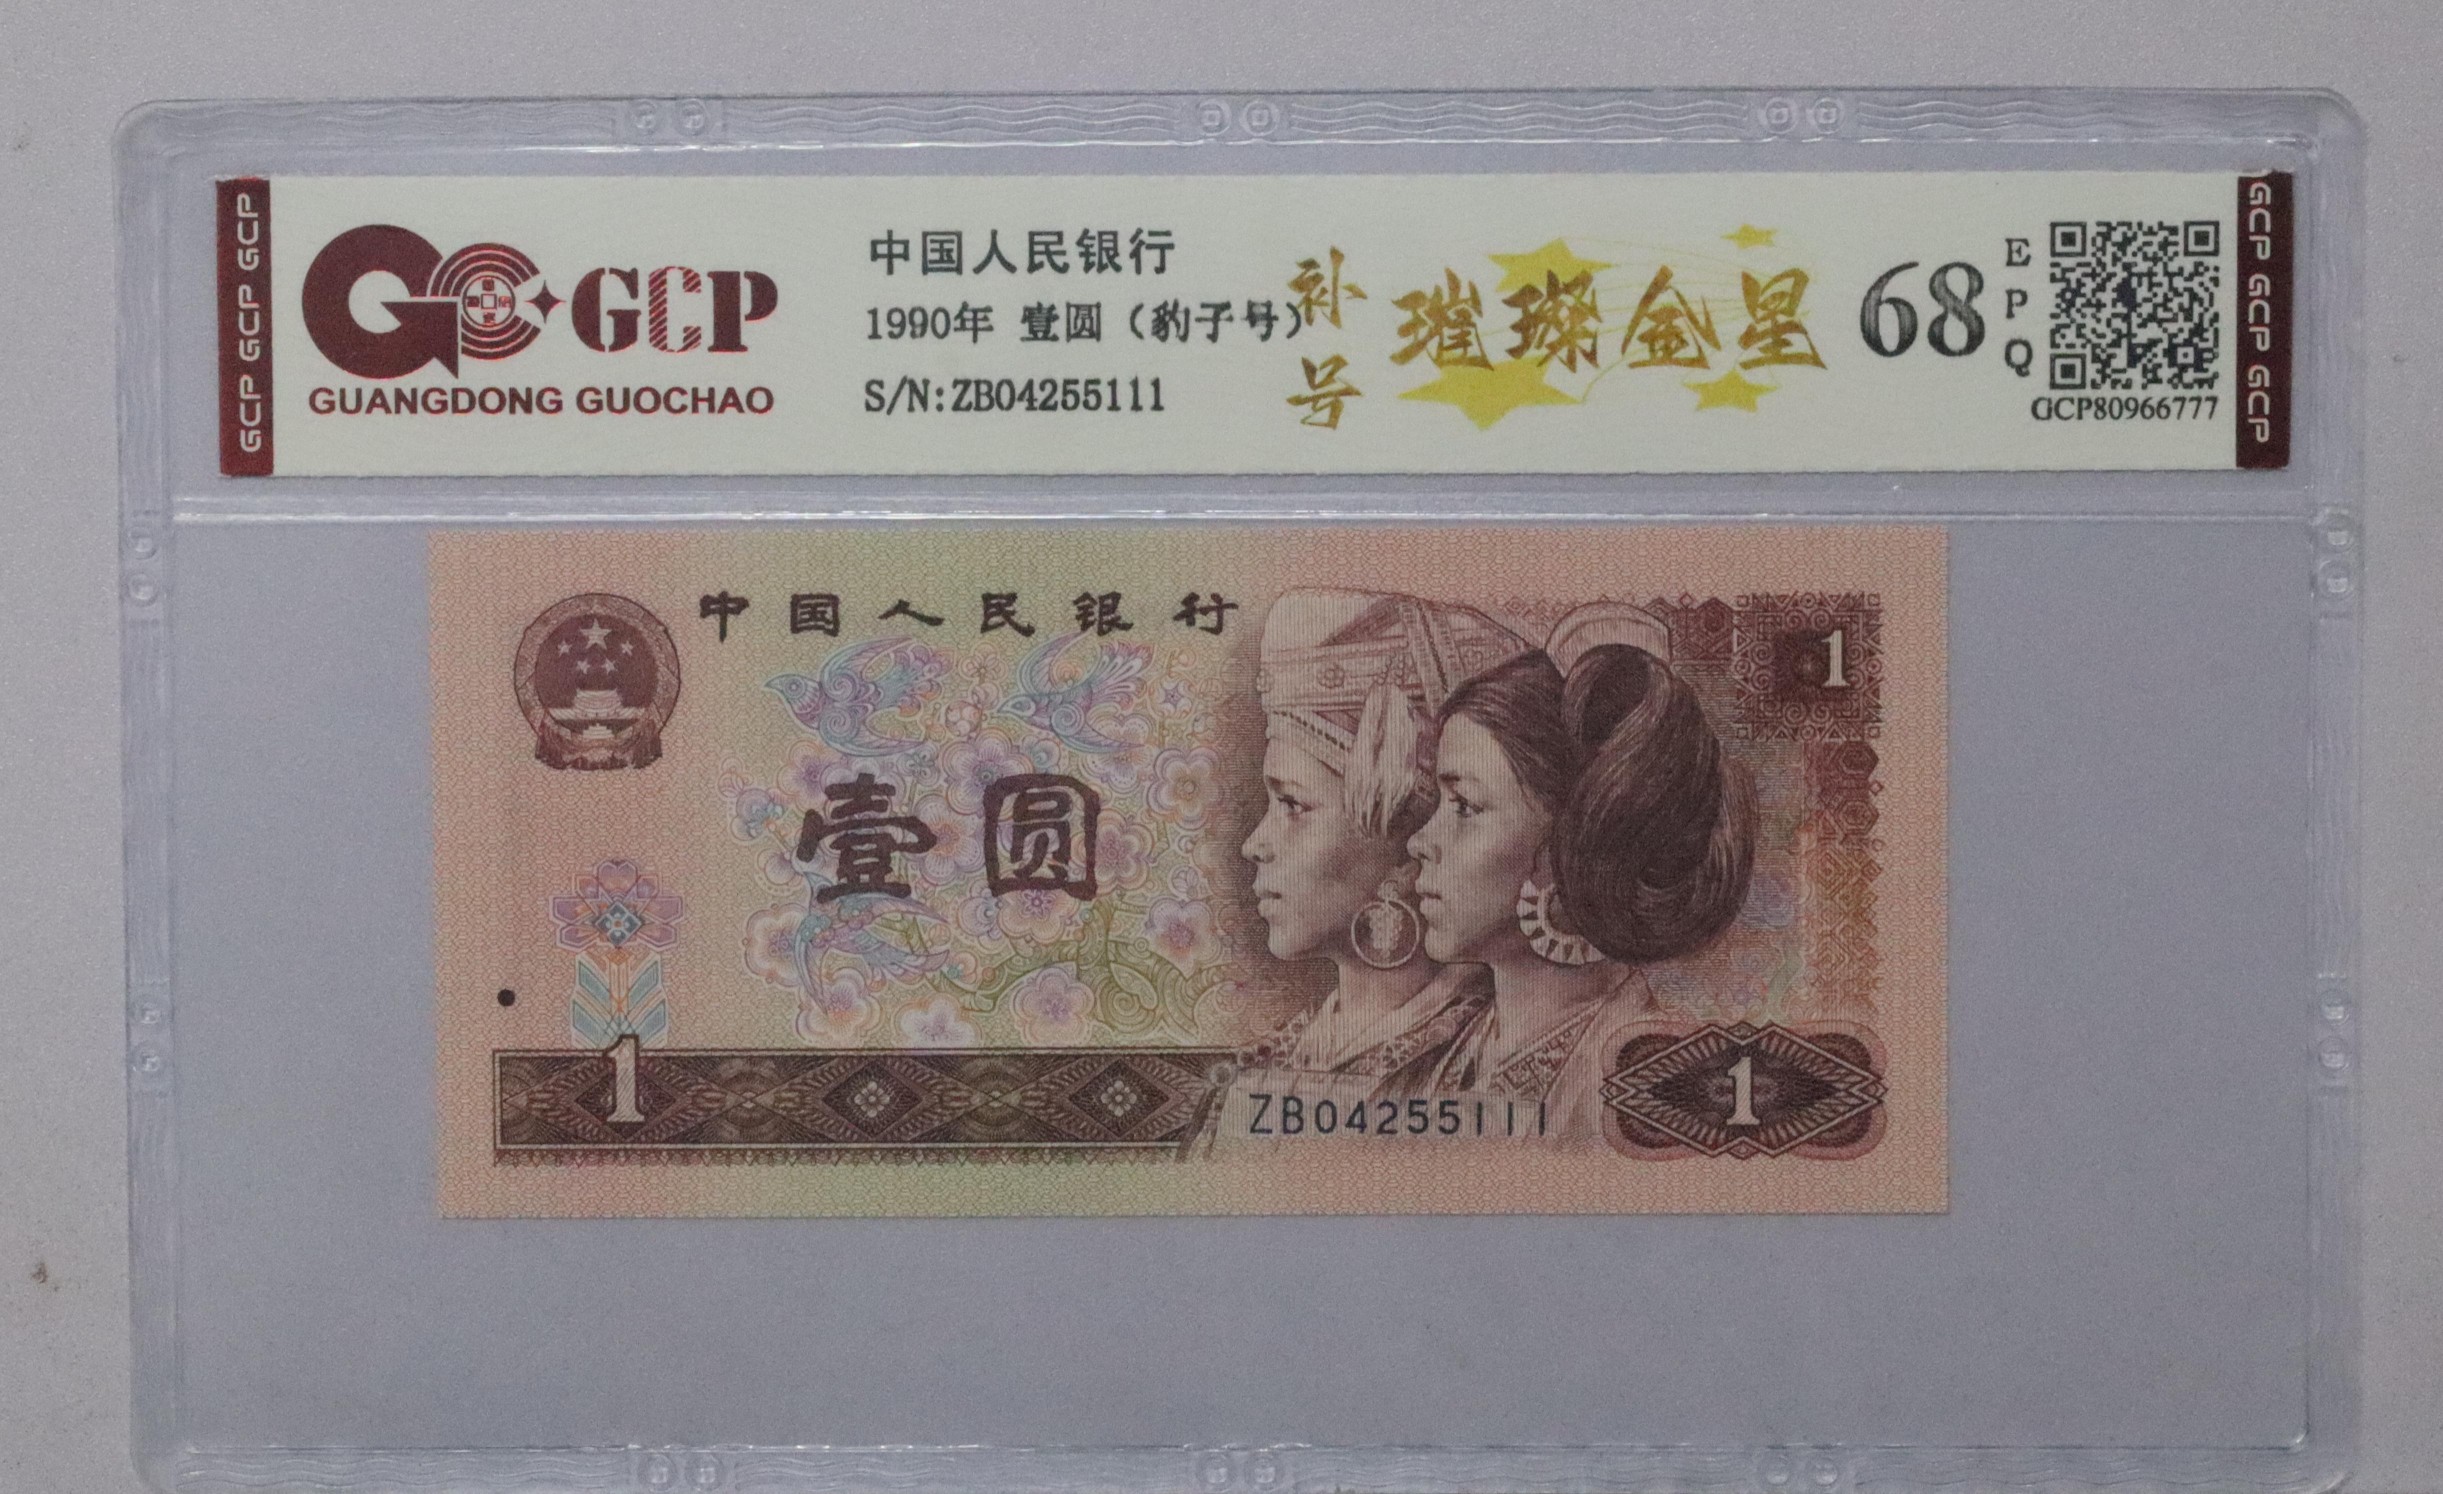 GCP GCP GCP
GCP
GUANGDONG GUOCHAO
中国人民银行
1990年 壹圆（豹子号）
S/N:ZB04255111
补号
璀璨金星
68
EPQ
GCP80966777
GCP GCP GCP
中国人民银行
1
壹圆
1
ZB04255111
1